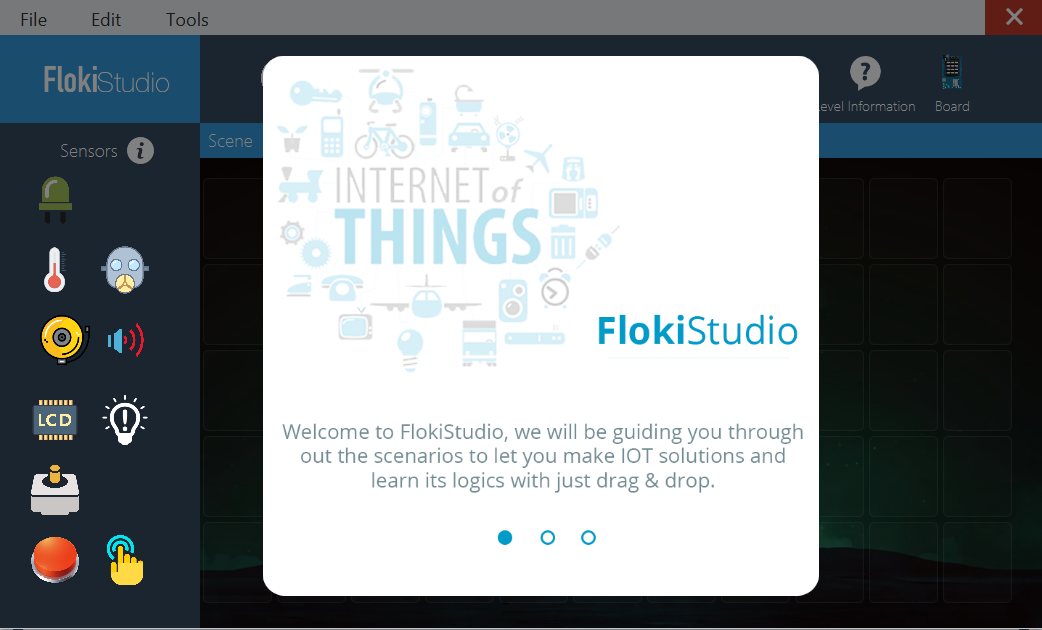 File Edit Tools
FlokiStudio
Level Information Board
Sensors
Scene
INTERNET of
THINGS
LCD
FlokiStudio
Welcome to FlokiStudio, we will be guiding you through
out the scenarios to let you make IOT solutions and
learn its logics with just drag & drop.